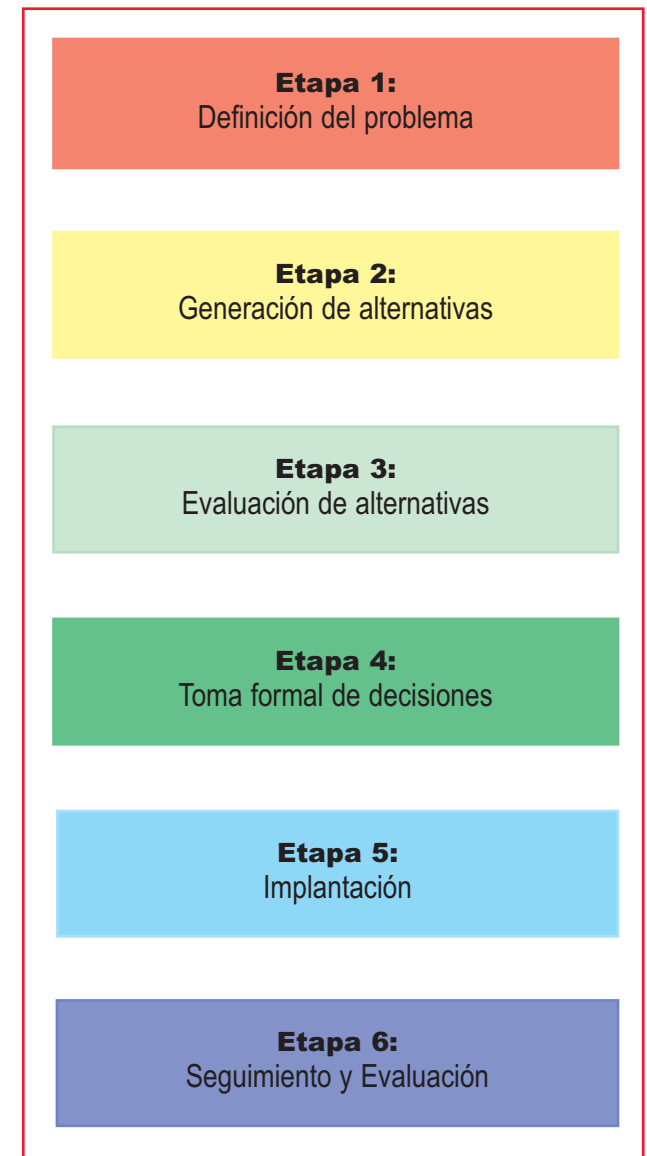 Etapa 1:
Definición del problema
Etapa 2:
Generación de alternativas
Etapa 3:
Evaluación de alternativas
Etapa 4:
Toma formal de decisiones
Etapa 5:
Implantación
Etapa 6:
Seguimiento y Evaluación